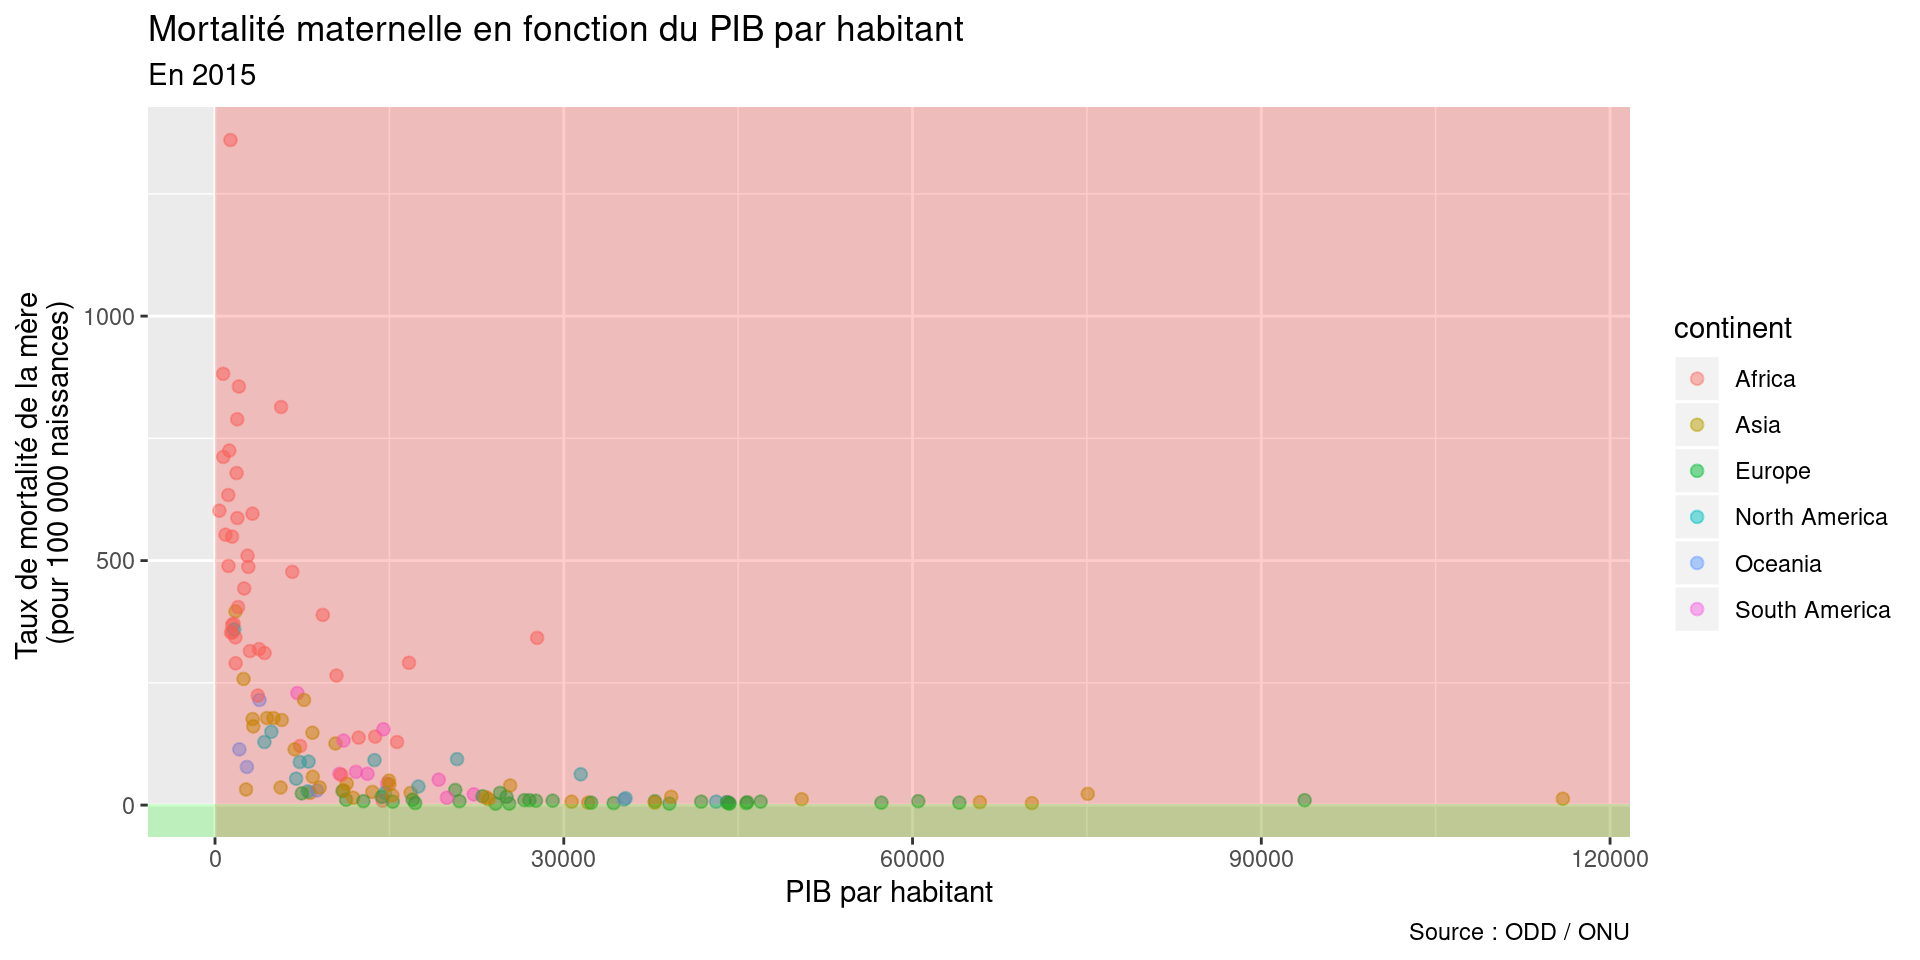 Mortalité maternelle en fonction du PIB par habitant
En 2015
Taux de mortalité de la mère
(pour 100 000 naissances)
1000
500
0
0
30000
60000
90000
120000
PIB par habitant
continent
Africa
Asia
Europe
North America
Oceania
South America
Source : ODD / ONU